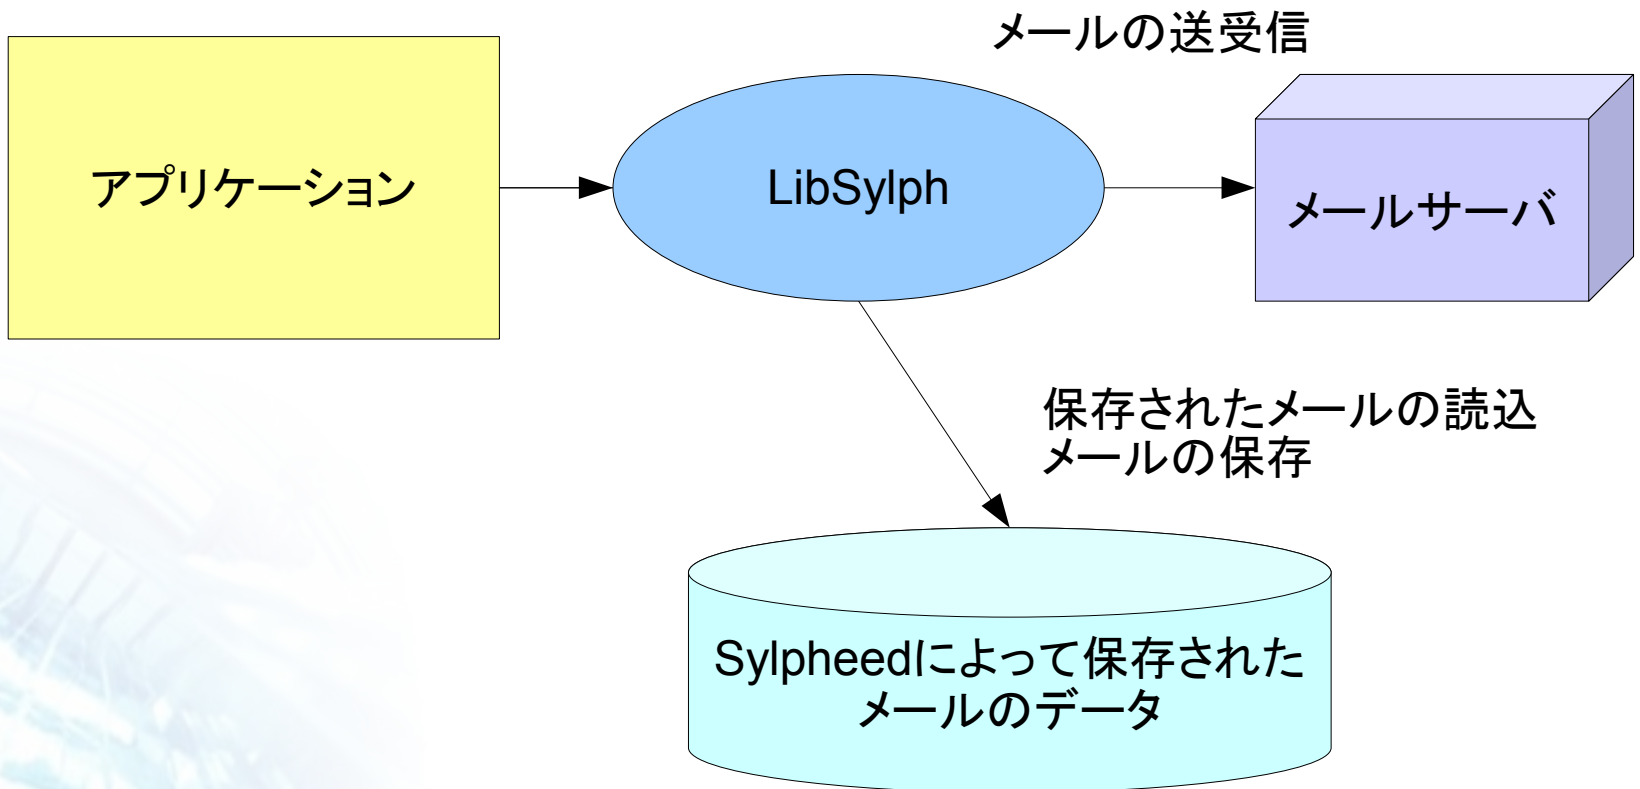 メールの送受信
アプリケーション
LibSylph
メールサーバ
保存されたメールの読込
メールの保存
Sylpheedによって保存された
メールのデータ